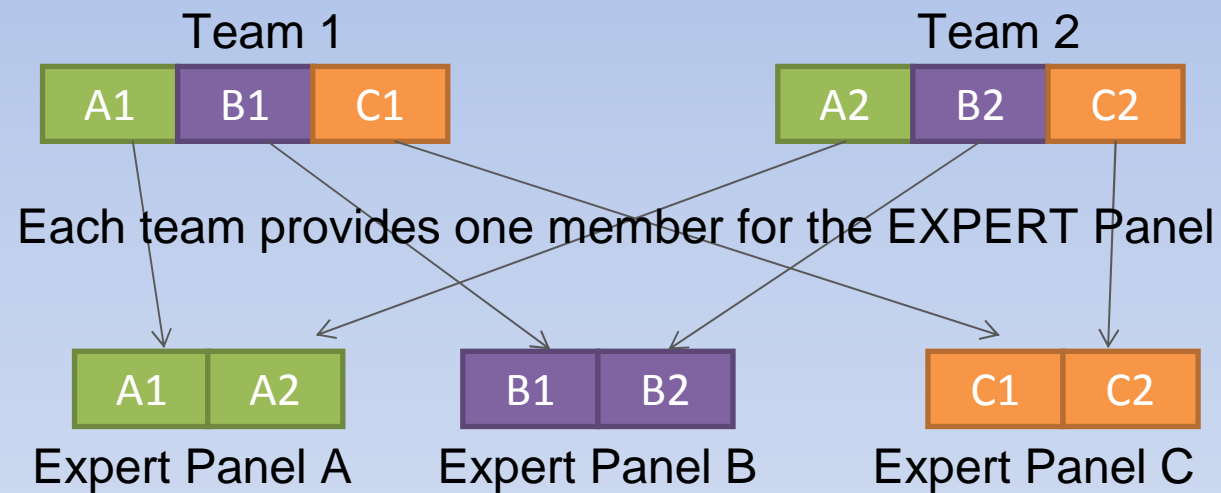 Team 1 Team 2
A1 B1 C1 A2 B2 C2
Each team provides one member for the EXPERT Panel
A1 A2 B1 B2 C1 C2
Expert Panel A Expert Panel B Expert Panel C